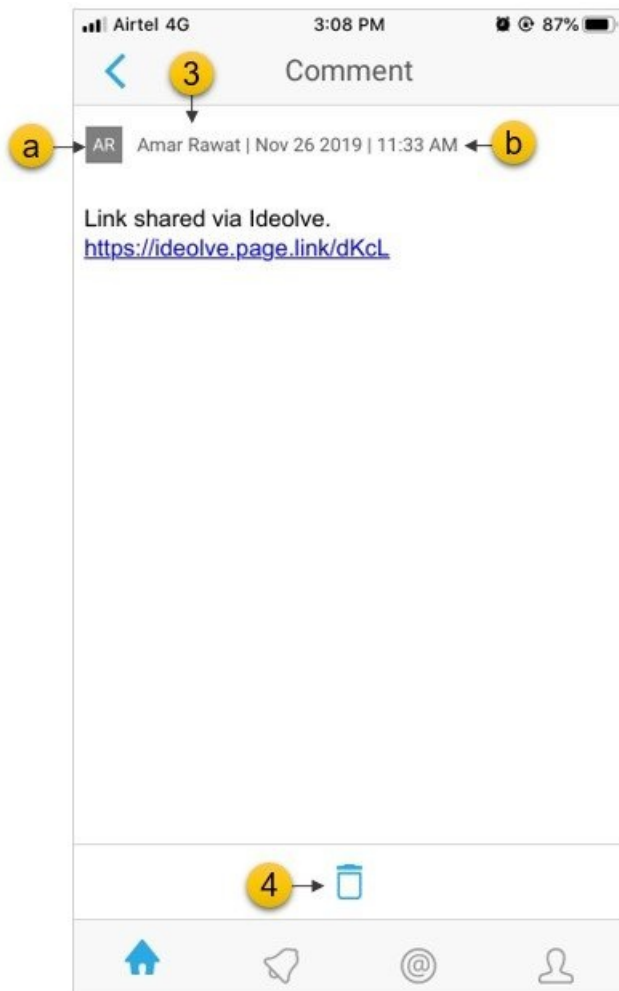 Airtel 4G 3:08 PM 87%
Comment
3
a AR Amar Rawat | Nov 26 2019 | 11:33 AM b
Link shared via Ideolve.
https://ideolve.page.link/dKcL
4
@